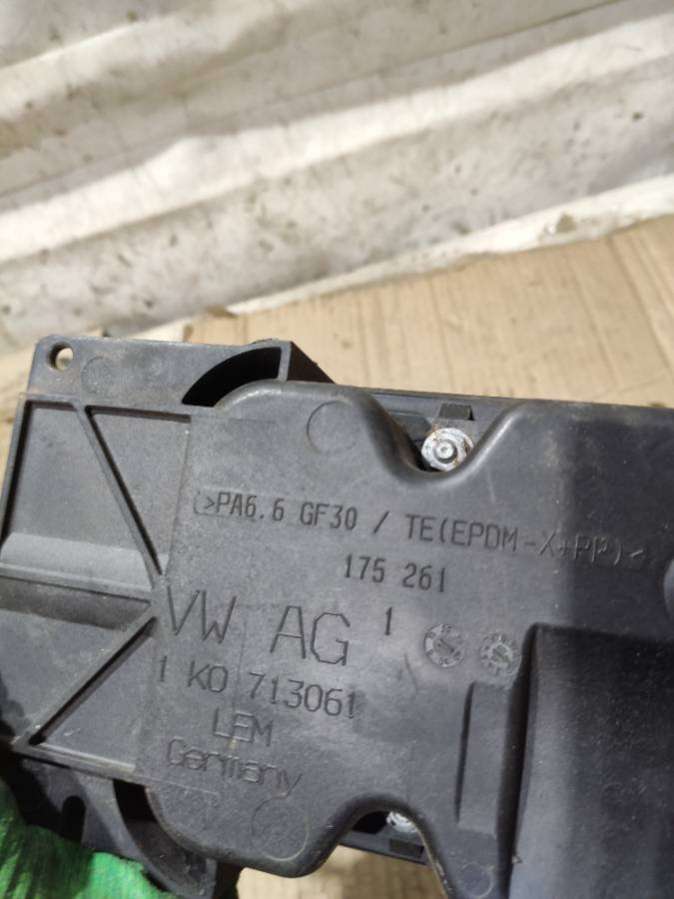 >PA6.6 GF30 / TE(EPDM-X+PP)<
175 261
VW AG 1
1 K0 713061
LEM
Germany